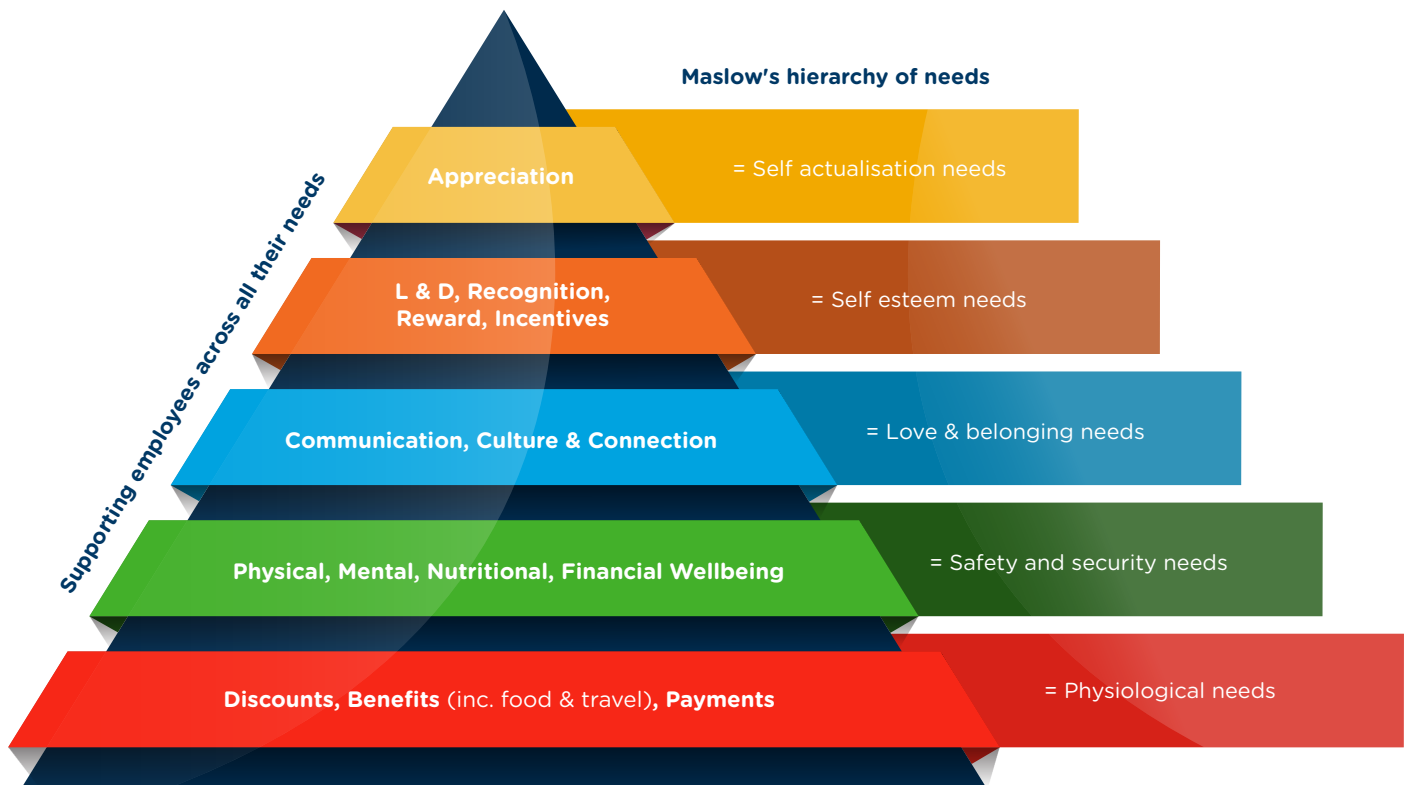 Maslow's hierarchy of needs
Supporting employees across all their needs
Appreciation
= Self actualisation needs
L & D, Recognition,
Reward, Incentives
= Self esteem needs
Communication, Culture & Connection
= Love & belonging needs
Physical, Mental, Nutritional, Financial Wellbeing
= Safety and security needs
Discounts, Benefits (inc. food & travel), Payments
= Physiological needs